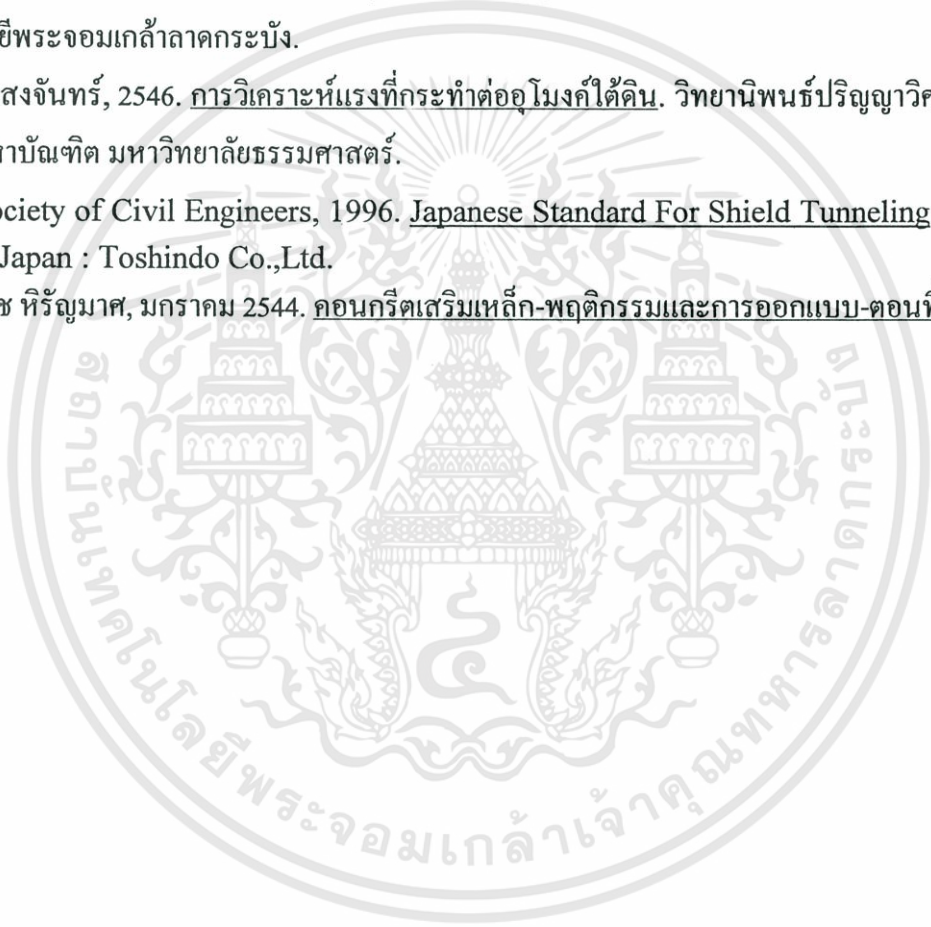 ยีพระจอมเกล้าลาดกระบัง.
สงจันทร์, 2546. การวิเคราะห์แรงที่กระทำต่ออุโมงค์ใต้ดิน. วิทยานิพนธ์ปริญญาวิศ
หาบัณฑิต มหาวิทยาลัยธรรมศาสตร์.
ociety of Civil Engineers, 1996. Japanese Standard For Shield Tunneling
Japan : Toshindo Co.,Ltd.
ช หิรัญมาศ, มกราคม 2544. คอนกรีตเสริมเหล็ก-พฤติกรรมและการออกแบบ-ตอนที
สถาบันเทคโนโลยีพระจอมเกล้าเจ้าคุณทหารลาดกระบัง